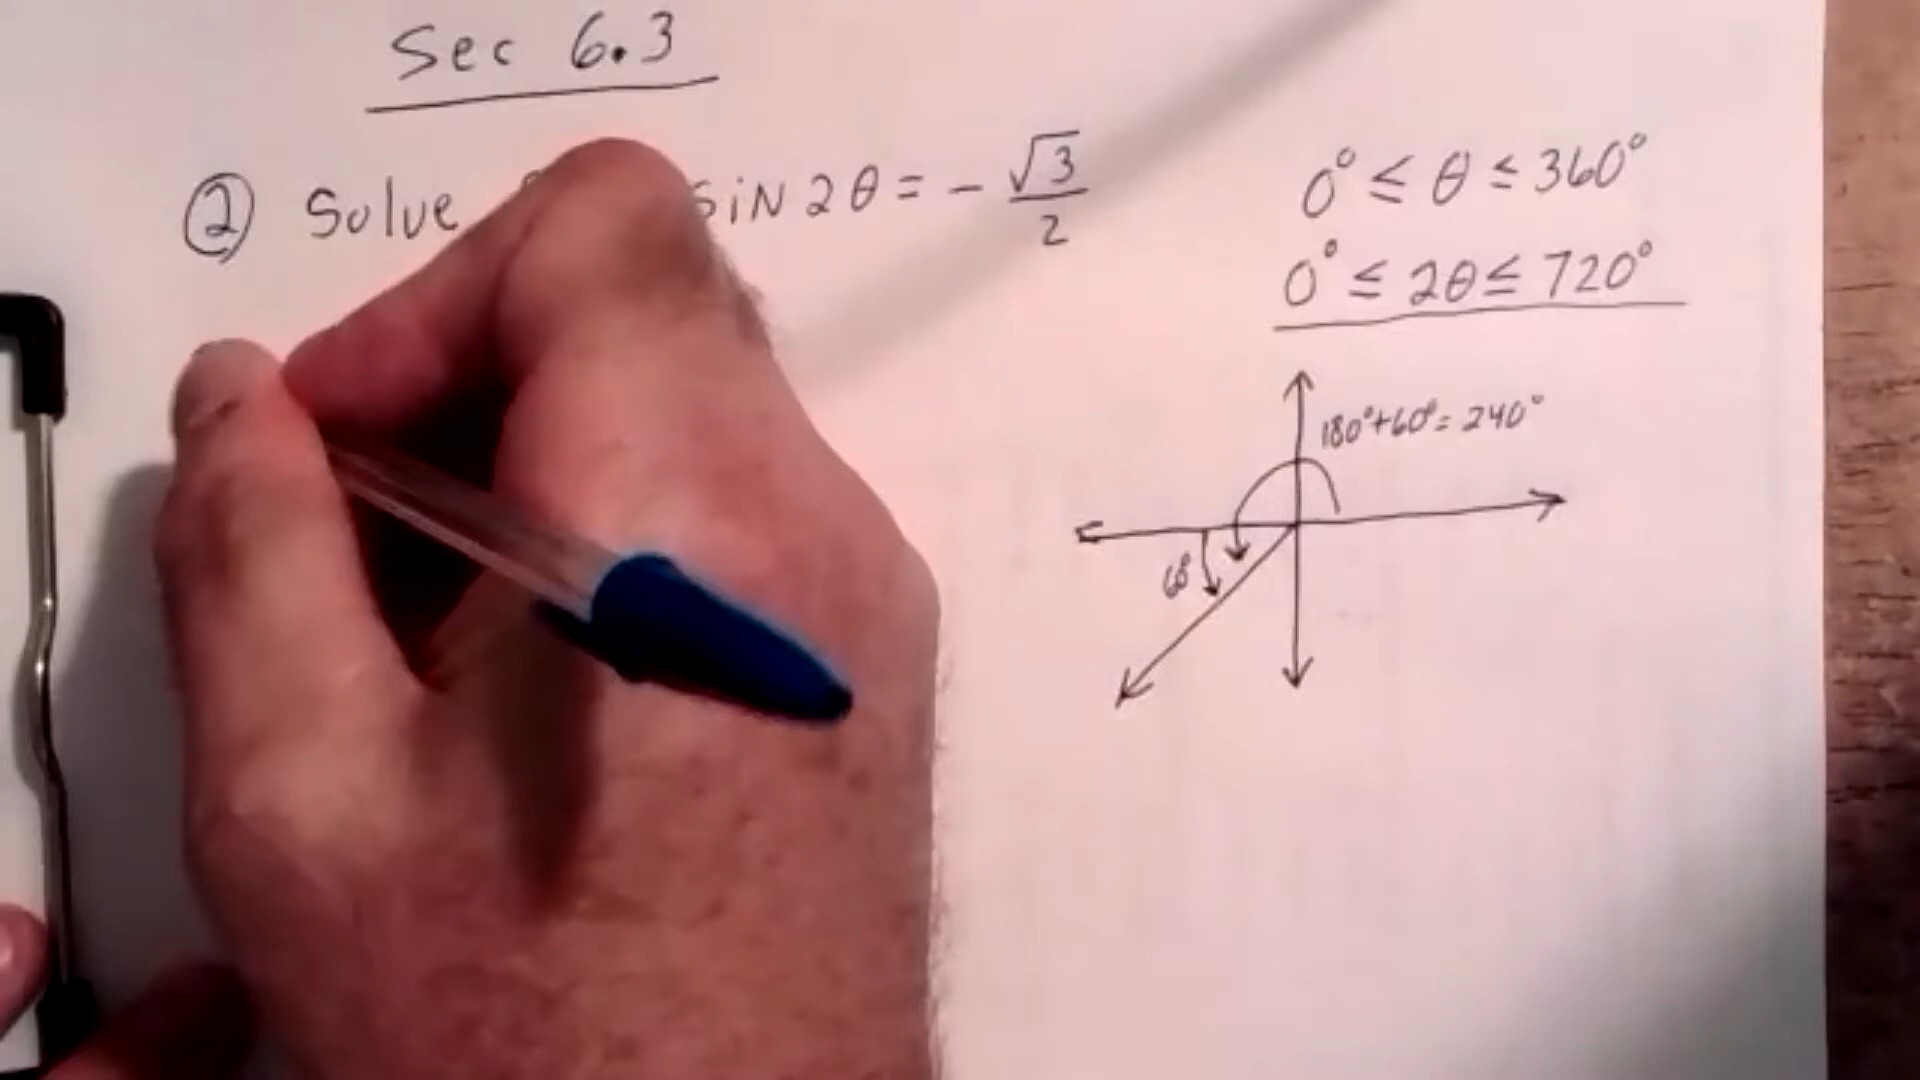 Sec 6.3
② Solve sin 2θ = - √3/2
0° ≤ θ ≤ 360°
0° ≤ 2θ ≤ 720°
180°+60°= 240°
60°